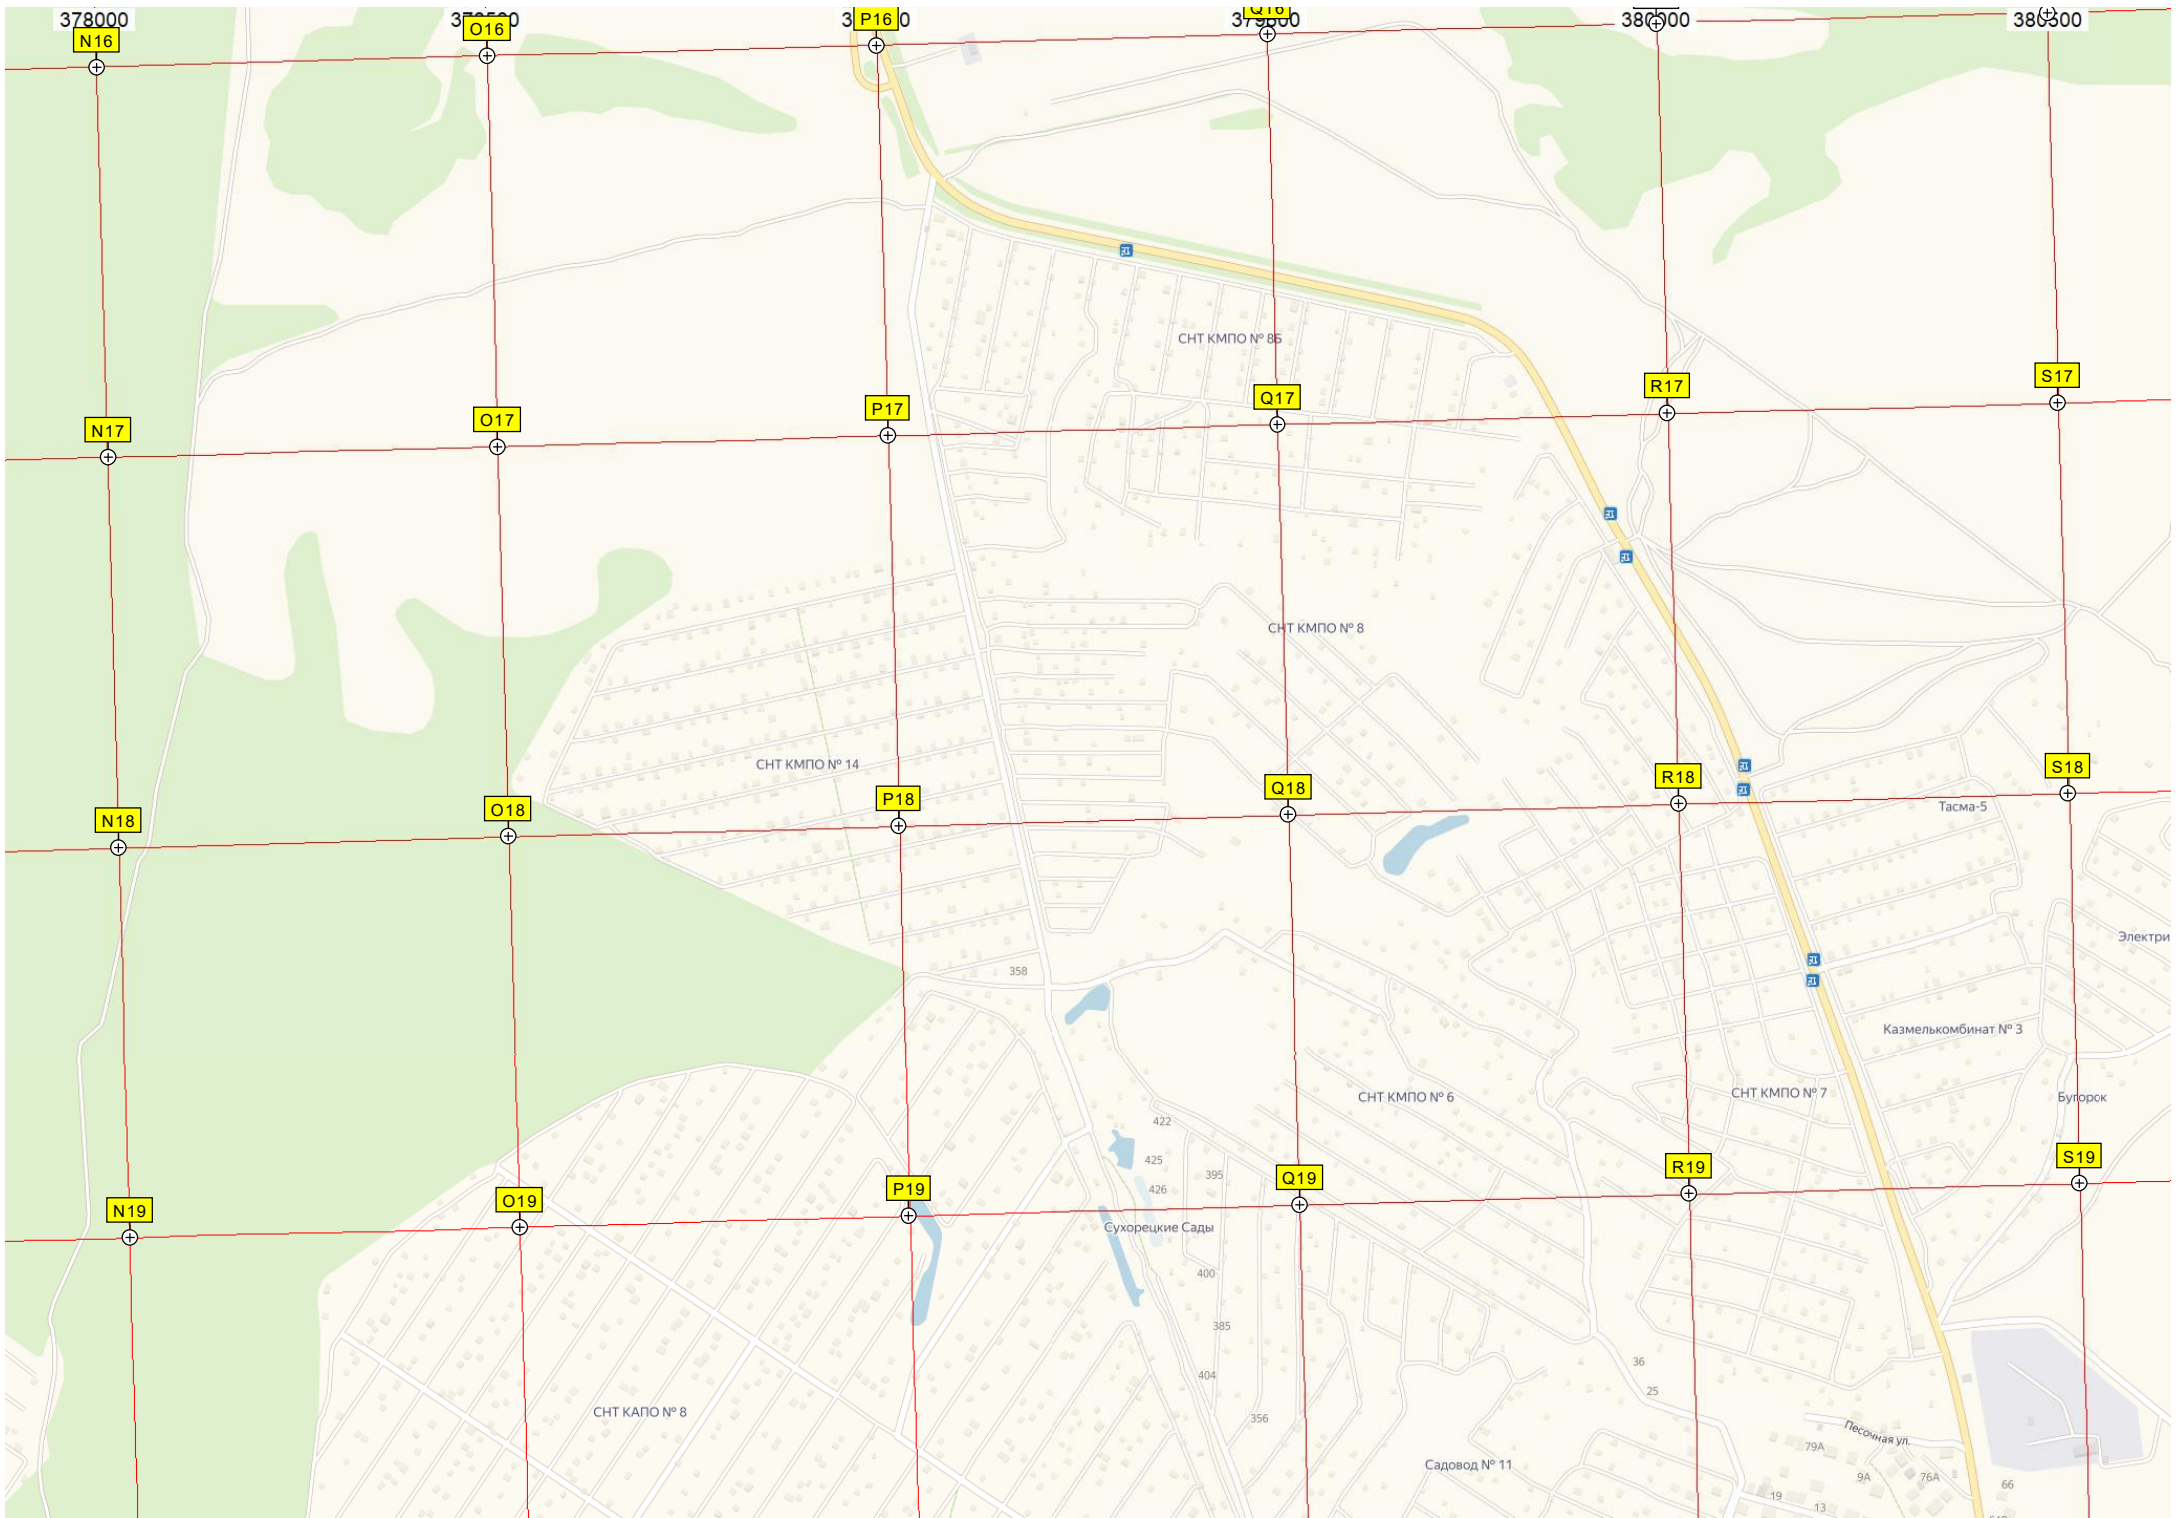 378000
380000
380500
N16
O16
P16
Q16
СНТ КМПО № 8Б
N17
O17
P17
Q17
R17
S17
СНТ КМПО № 8
СНТ КМПО № 14
N18
O18
P18
Q18
R18
S18
Тасма-5
Электри
358
Казмелькомбинат № 3
СНТ КМПО № 6
СНТ КМПО № 7
Бугорок
422
425
395
426
N19
O19
P19
Q19
R19
S19
Сухорецкие Сады
400
385
404
356
36
25
СНТ КАПО № 8
Садовод № 11
Песочная ул.
79А
9А
76А
66
19
13